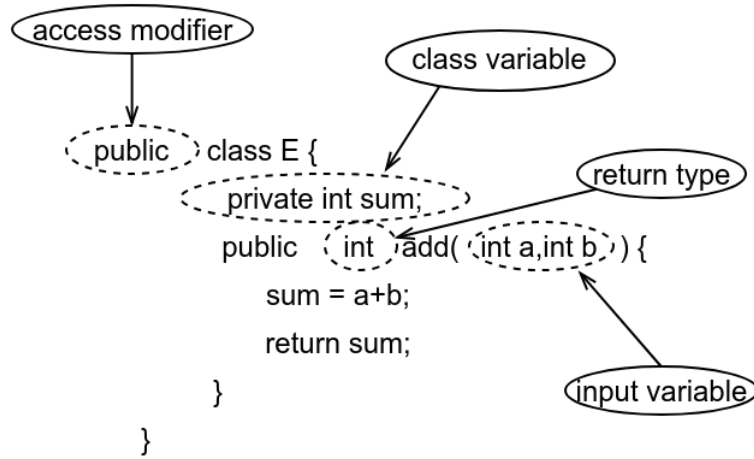 access modifier
class variable
public class E {
private int sum;
return type
public int add( int a,int b ) {
sum = a+b;
return sum;
}
input variable
}